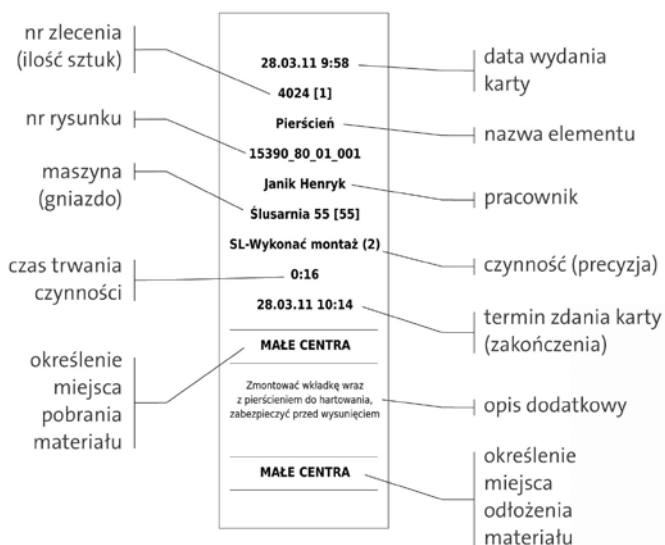 nr zlecenia
(ilość sztuk)
nr rysunku
maszyna
(gniazdo)
czas trwania
czynności
określenie
miejsca
pobrania
materiału
28.03.11 9:58
4024 [1]
Pierścień
15390_80_01_001
Janik Henryk
Ślusarnia 55 [55]
SL-Wykonać montaż (2)
0:16
28.03.11 10:14
MAŁE CENTRA
Zmontować wkładkę wraz
z pierścieniem do hartowania,
zabezpieczyć przed wysunięciem
MAŁE CENTRA
data wydania
karty
nazwa elementu
pracownik
czynność (precyzja)
termin zdania karty
(zakończenia)
opis dodatkowy
określenie
miejsca
odłożenia
materiału